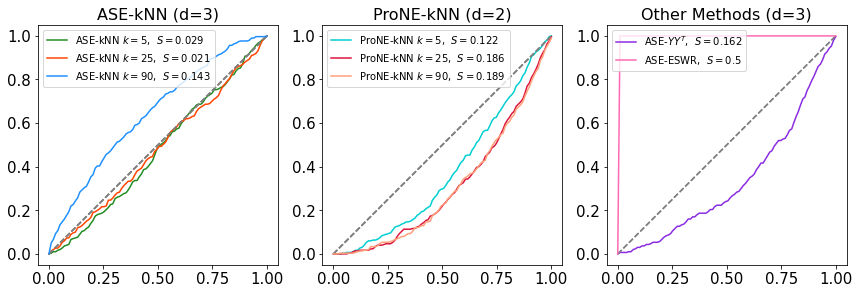 ASE-kNN (d=3)
1.0
0.8
0.6
0.4
0.2
0.0
ASE-kNN k = 5, S = 0.029
ASE-kNN k = 25, S = 0.021
ASE-kNN k = 90, S = 0.143
0.00 0.25 0.50 0.75 1.00
ProNE-kNN (d=2)
1.0
0.8
0.6
0.4
0.2
0.0
ProNE-kNN k = 5, S = 0.122
ProNE-kNN k = 25, S = 0.186
ProNE-kNN k = 90, S = 0.189
0.00 0.25 0.50 0.75 1.00
Other Methods (d=3)
1.0
0.8
0.6
0.4
0.2
0.0
ASE-YYᵀ, S = 0.162
ASE-ESWR, S = 0.5
0.00 0.25 0.50 0.75 1.00